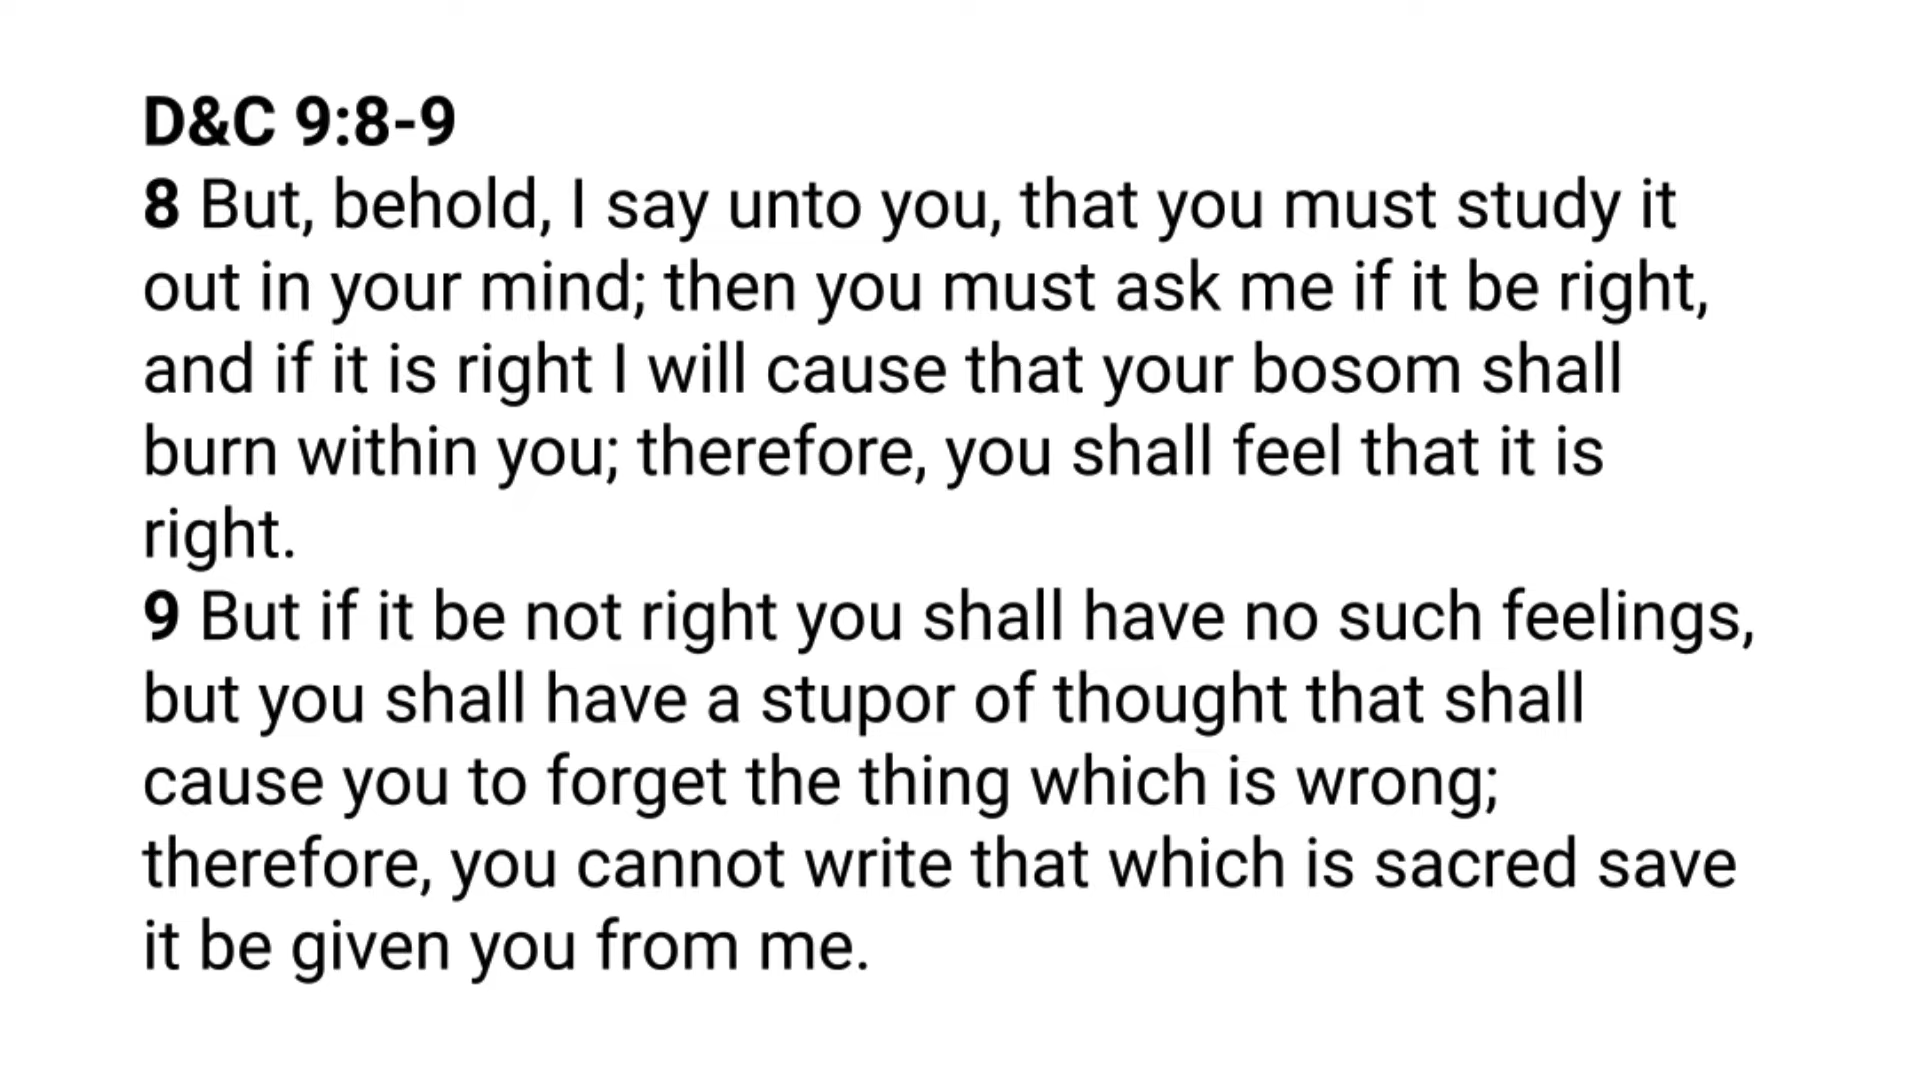 D&C 9:8-9
8 But, behold, I say unto you, that you must study it
out in your mind; then you must ask me if it be right,
and if it is right I will cause that your bosom shall
burn within you; therefore, you shall feel that it is
right.
9 But if it be not right you shall have no such feelings,
but you shall have a stupor of thought that shall
cause you to forget the thing which is wrong;
therefore, you cannot write that which is sacred save
it be given you from me.